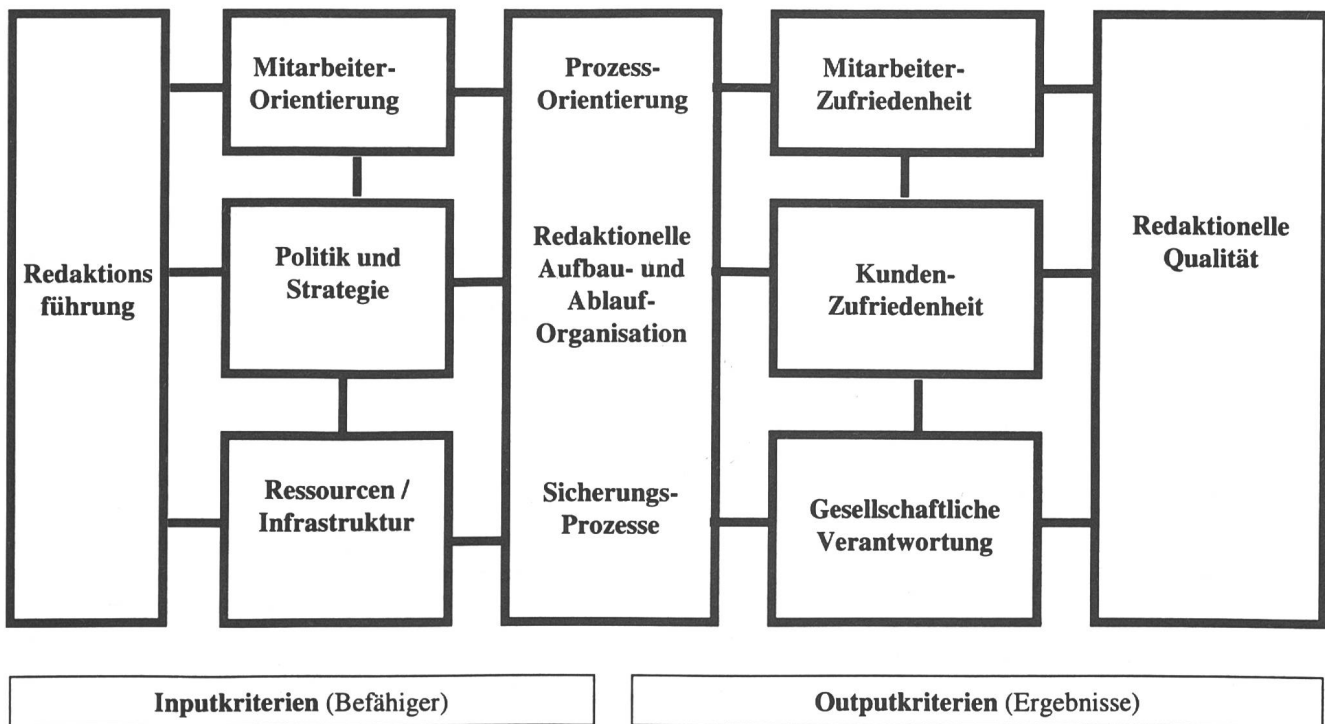 Redaktions
führung
Mitarbeiter-
Orientierung
Politik und
Strategie
Ressourcen /
Infrastruktur
Prozess-
Orientierung
Redaktionelle
Aufbau- und
Ablauf-
Organisation
Sicherungs-
Prozesse
Mitarbeiter-
Zufriedenheit
Kunden-
Zufriedenheit
Gesellschaftliche
Verantwortung
Redaktionelle
Qualität
Inputkriterien (Befähiger)
Outputkriterien (Ergebnisse)